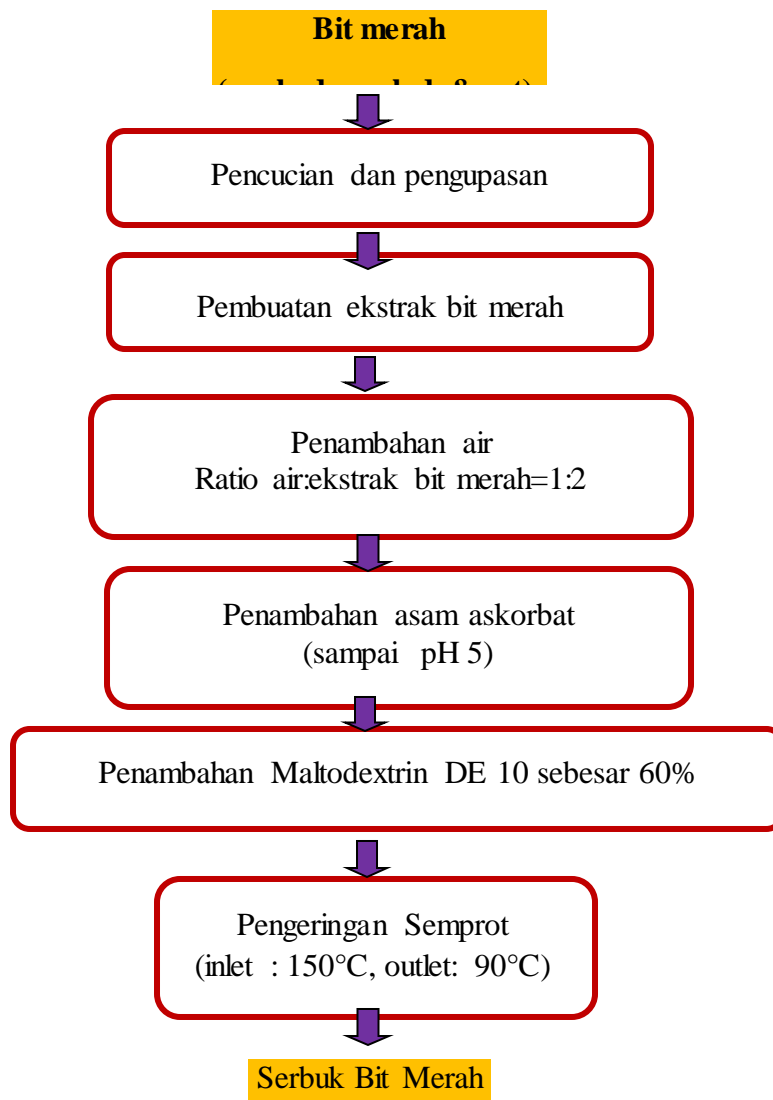 Bit merah
Pencucian dan pengupasan
Pembuatan ekstrak bit merah
Penambahan air
Ratio air:ekstrak bit merah=1:2
Penambahan asam askorbat
(sampai pH 5)
Penambahan Maltodextrin DE 10 sebesar 60%
Pengeringan Semprot
(inlet : 150°C, outlet: 90°C)
Serbuk Bit Merah